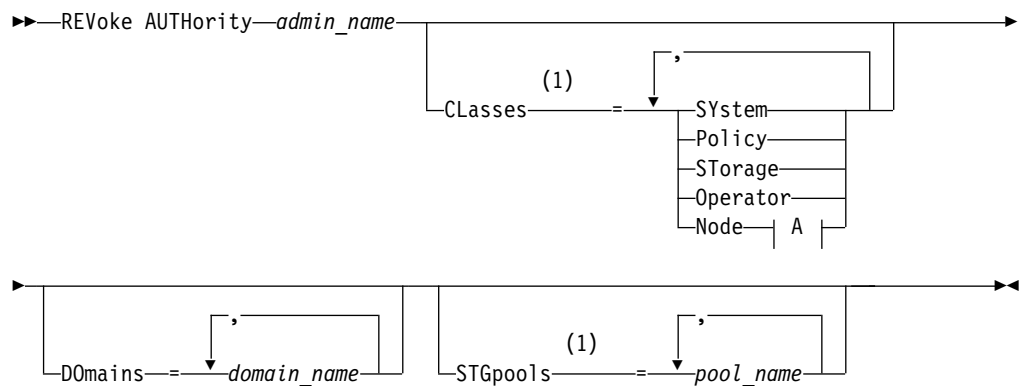 REVoke AUTHority admin_name
,
(1)
CLasses = SYstem
Policy
STorage
Operator
Node A
, ,
(1)
DOmains = domain_name STGpools = pool_name